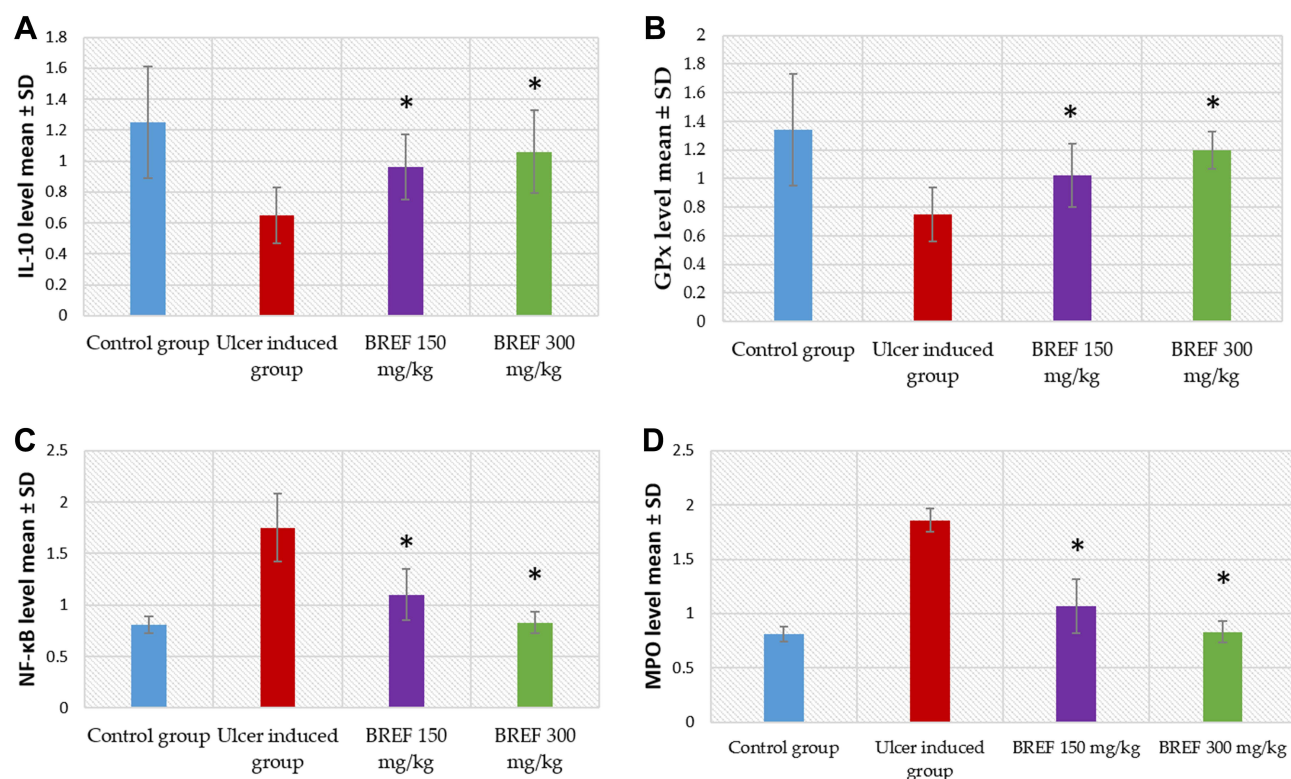 A
IL-10 level mean ± SD
1.8
1.6
1.4
1.2
1
0.8
0.6
0.4
0.2
0
*
*
Control group
Ulcer induced
group
BREF 150
mg/kg
BREF 300
mg/kg
B
GPx level mean ± SD
2
1.8
1.6
1.4
1.2
1
0.8
0.6
0.4
0.2
0
*
*
Control group
Ulcer induced
group
BREF 150
mg/kg
BREF 300
mg/kg
C
NF-κB level mean ± SD
2.5
2
1.5
1
0.5
0
*
*
Control group
Ulcer induced
group
BREF 150
mg/kg
BREF 300
mg/kg
D
MPO level mean ± SD
2.5
2
1.5
1
0.5
0
*
*
Control group
Ulcer induced
group
BREF 150 mg/kg
BREF 300 mg/kg